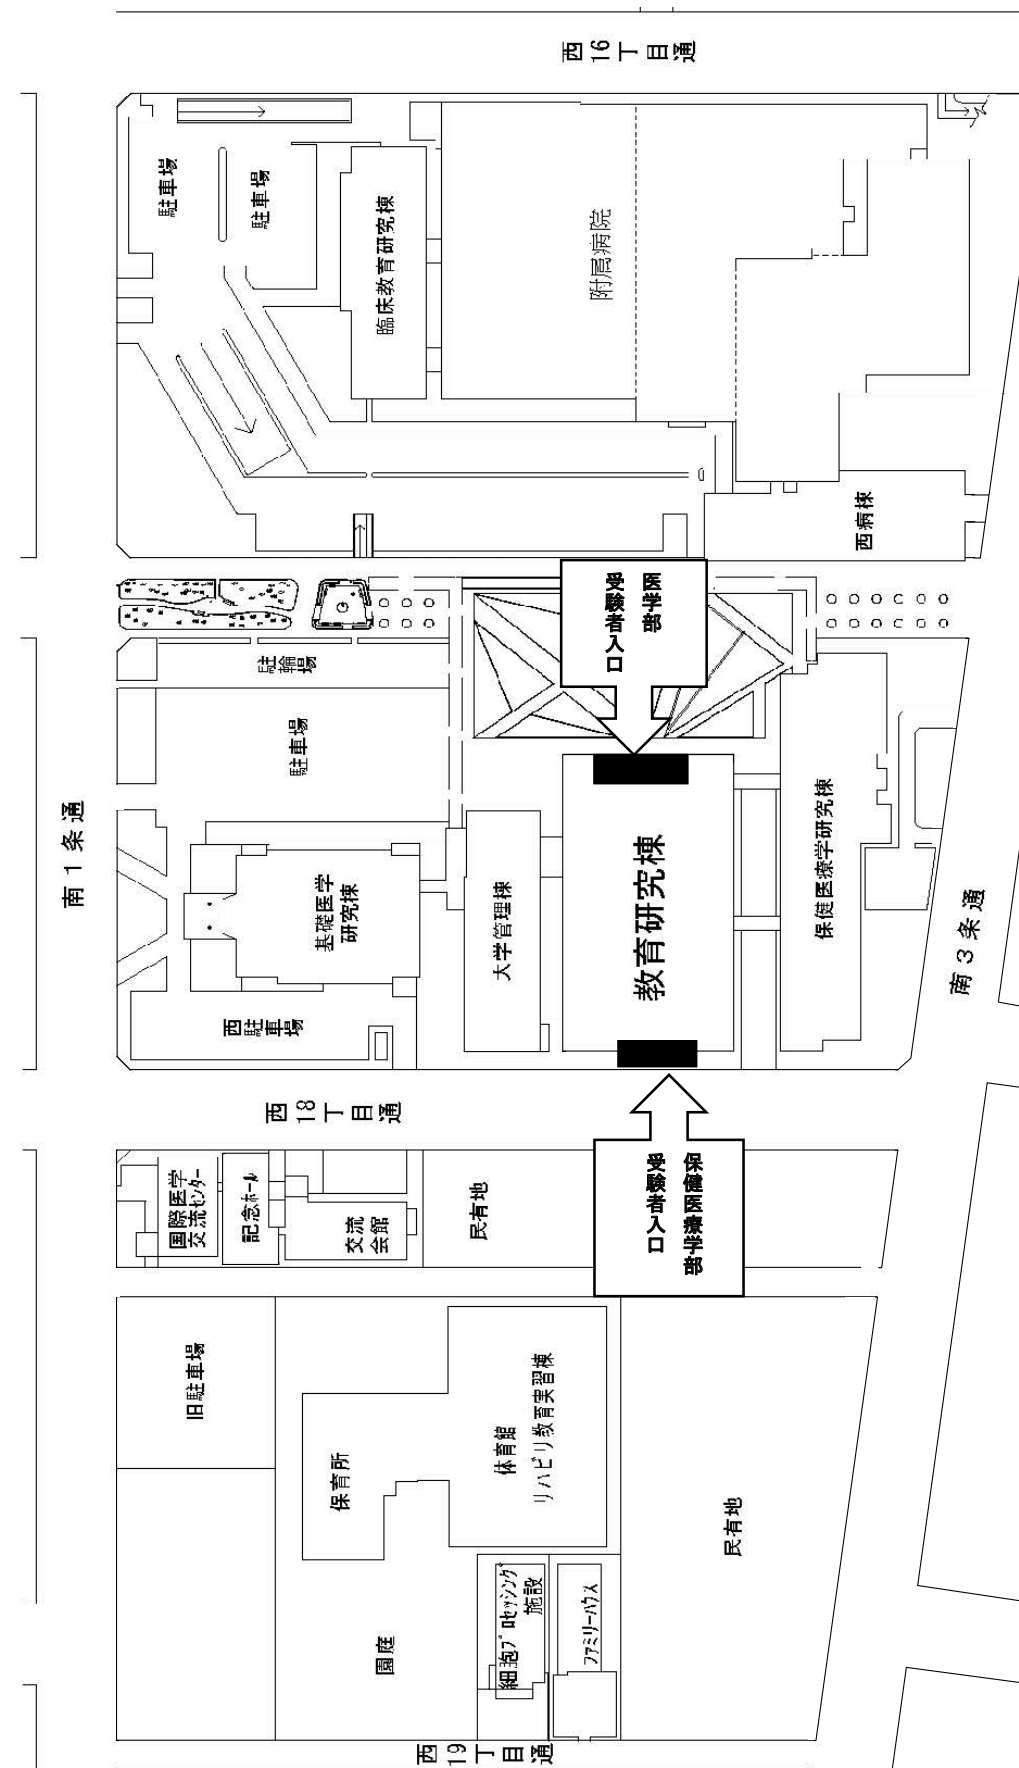 西16丁目通
駐車場
駐車場
臨床教育研究棟
附属病院
西病棟
医学部
受験者入口
駐輪場
駐車場
南1条通
基礎医学
研究棟
大学管理棟
教育研究棟
保健医療学研究棟
南3条通
西駐車場
西18丁目通
保健医療学部
受験者入口
国際医学
交流センター
記念ホール
交流
会館
民有地
旧駐車場
保育所
体育館
リハビリ教育実習棟
民有地
園庭
細胞プロセッシング
施設
ファミリーハウス
西19丁目通